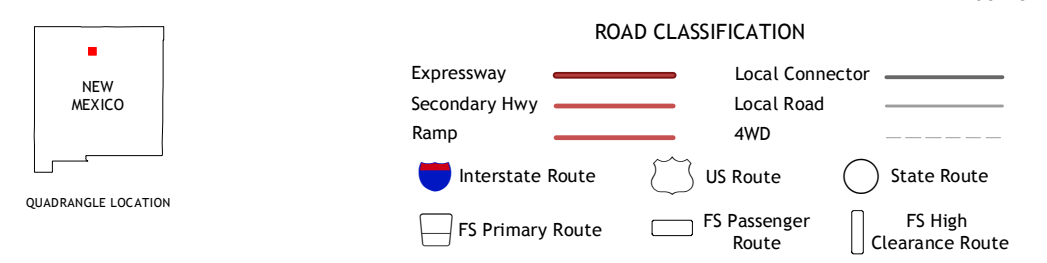 ROAD CLASSIFICATION
NEW
MEXICO
QUADRANGLE LOCATION
Expressway
Local Connector
Secondary Hwy
Local Road
Ramp
4WD
Interstate Route
US Route
State Route
FS Primary Route
FS Passenger
Route
FS High
Clearance Route